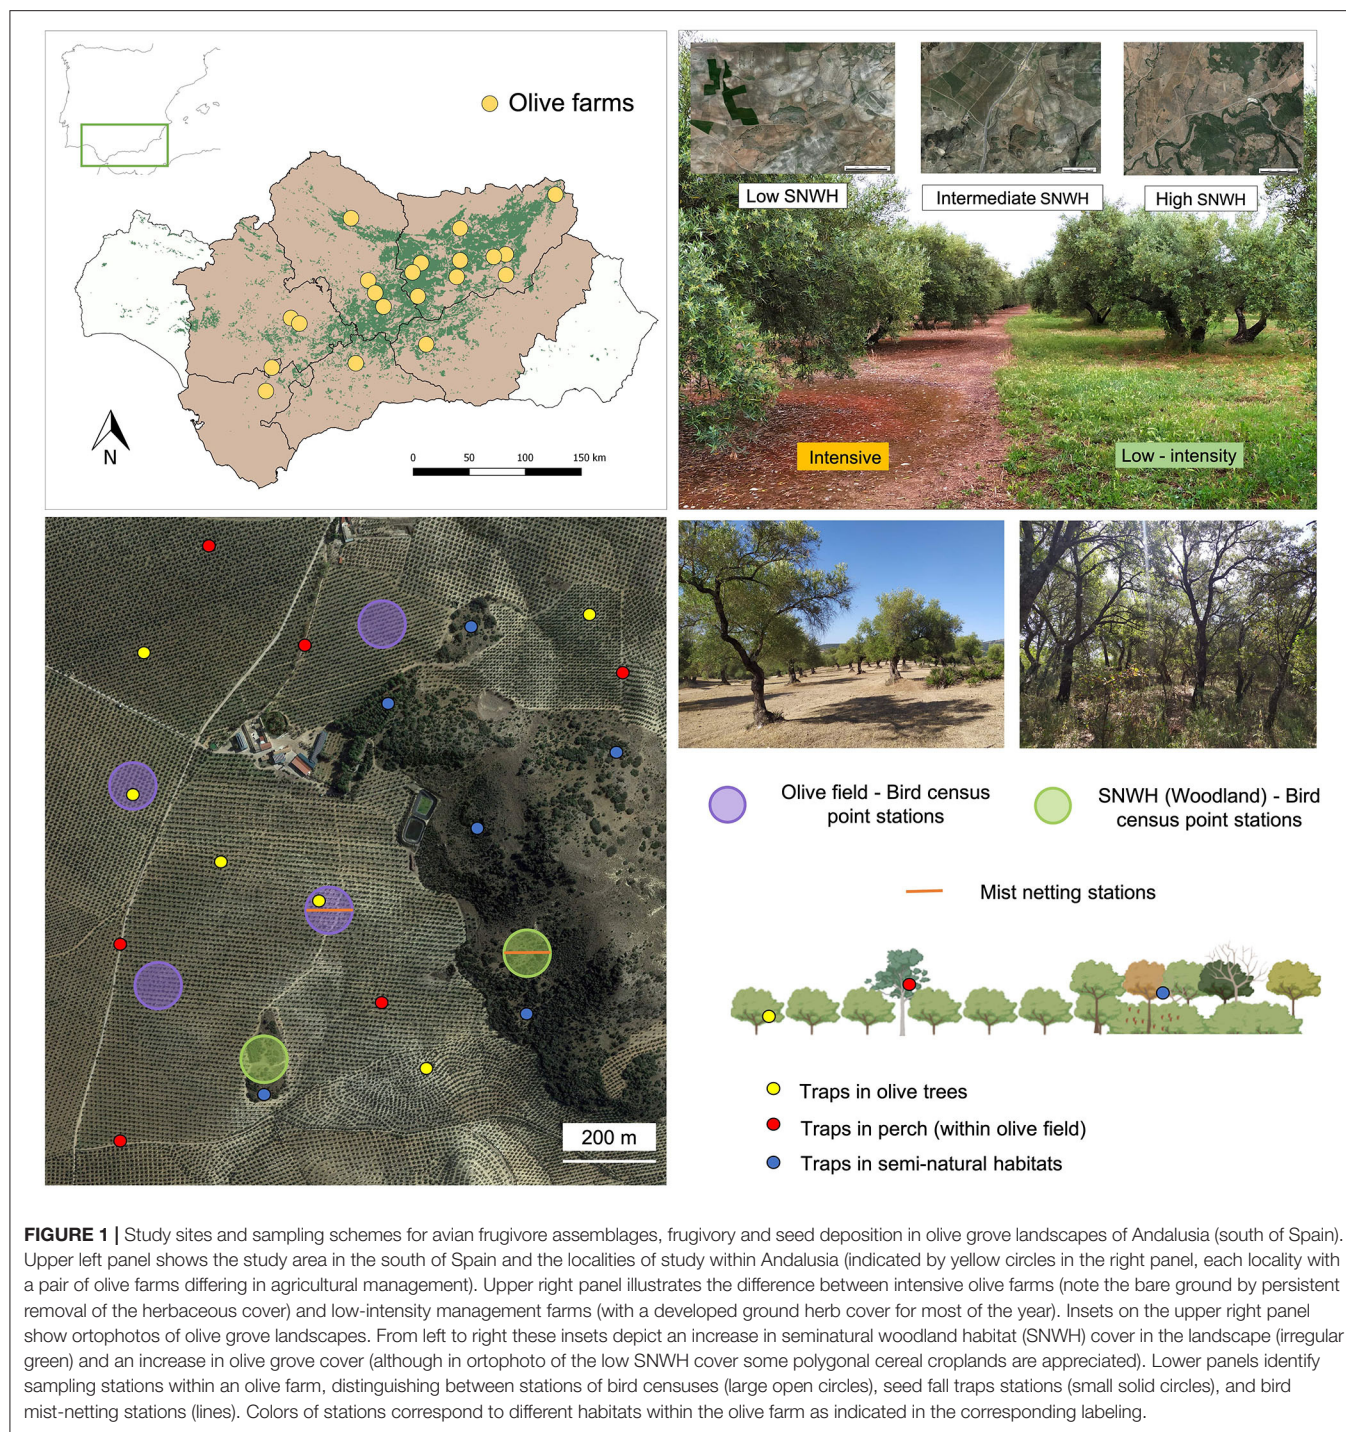 Olive farms
N
0 50 100 150 km
Low SNWH
Intermediate SNWH
High SNWH
Intensive
Low - intensity
200 m
Olive field - Bird census
point stations
SNWH (Woodland) - Bird
census point stations
Mist netting stations
Traps in olive trees
Traps in perch (within olive field)
Traps in semi-natural habitats
FIGURE 1 | Study sites and sampling schemes for avian frugivore assemblages, frugivory and seed deposition in olive grove landscapes of Andalusia (south of Spain).
Upper left panel shows the study area in the south of Spain and the localities of study within Andalusia (indicated by yellow circles in the right panel, each locality with
a pair of olive farms differing in agricultural management). Upper right panel illustrates the difference between intensive olive farms (note the bare ground by persistent
removal of the herbaceous cover) and low-intensity management farms (with a developed ground herb cover for most of the year). Insets on the upper right panel
show ortophotos of olive grove landscapes. From left to right these insets depict an increase in seminatural woodland habitat (SNWH) cover in the landscape (irregular
green) and an increase in olive grove cover (although in ortophoto of the low SNWH cover some polygonal cereal croplands are appreciated). Lower panels identify
sampling stations within an olive farm, distinguishing between stations of bird censuses (large open circles), seed fall traps stations (small solid circles), and bird
mist-netting stations (lines). Colors of stations correspond to different habitats within the olive farm as indicated in the corresponding labeling.